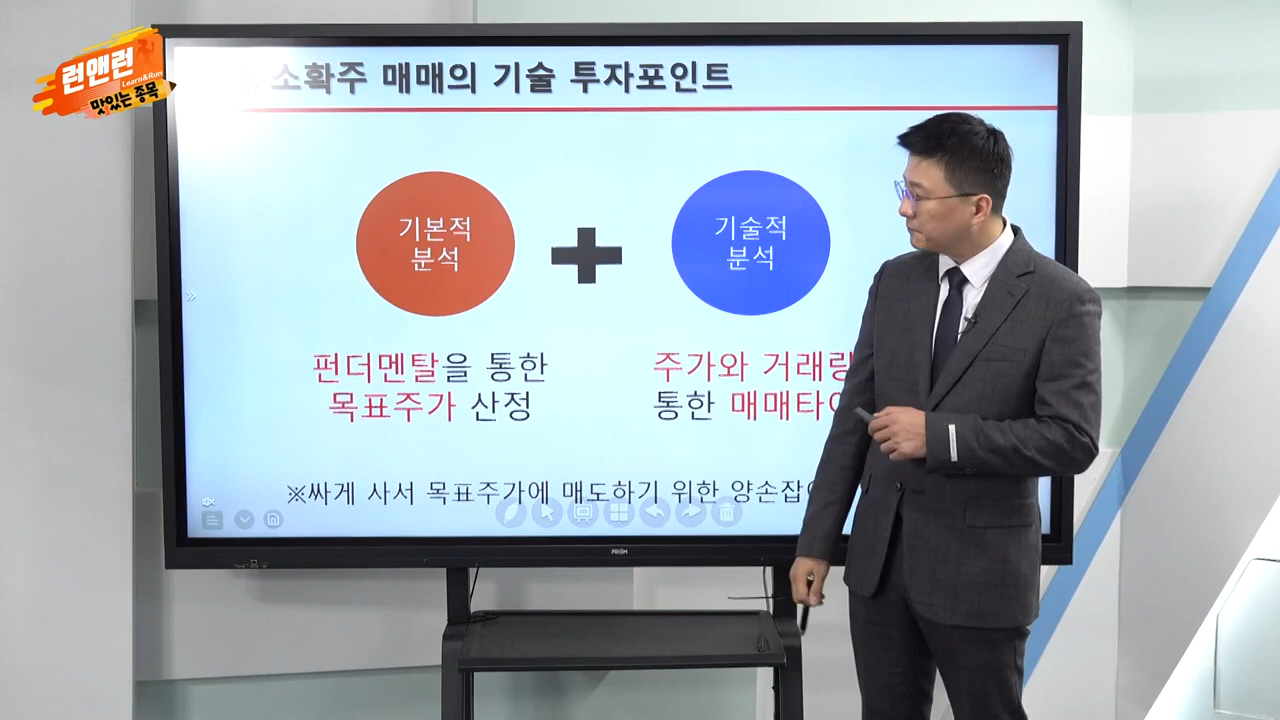 런앤런
Learn&Run
맛있는 종목
소확주 매매의 기술 투자포인트
기본적
분석
기술적
분석
펀더멘탈을 통한
목표주가 산정
주가와 거래량
통한 매매타이
※싸게 사서 목표주가에 매도하기 위한 양손잡이
PRISM